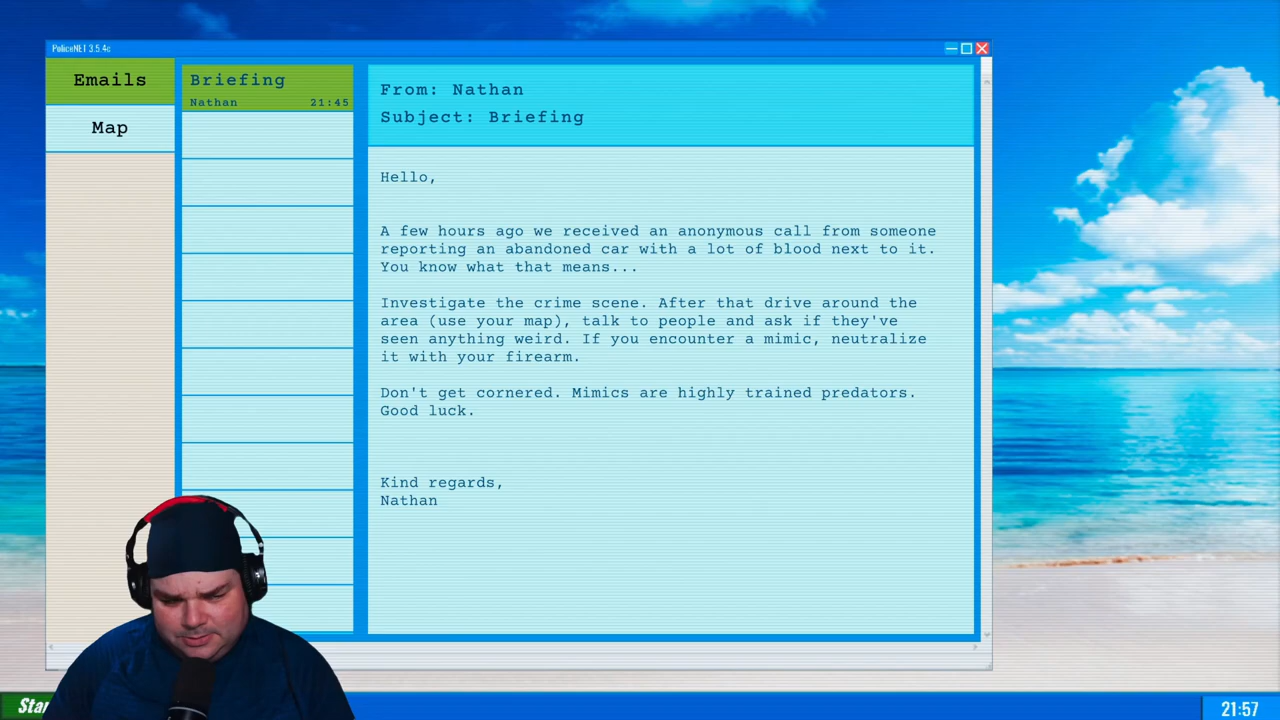 PoliceNET 3.5.4c
Emails
Map
Briefing
Nathan 21:45
From: Nathan
Subject: Briefing
Hello,
A few hours ago we received an anonymous call from someone
reporting an abandoned car with a lot of blood next to it.
You know what that means...
Investigate the crime scene. After that drive around the
area (use your map), talk to people and ask if they've
seen anything weird. If you encounter a mimic, neutralize
it with your firearm.
Don't get cornered. Mimics are highly trained predators.
Good luck.
Kind regards,
Nathan
21:57